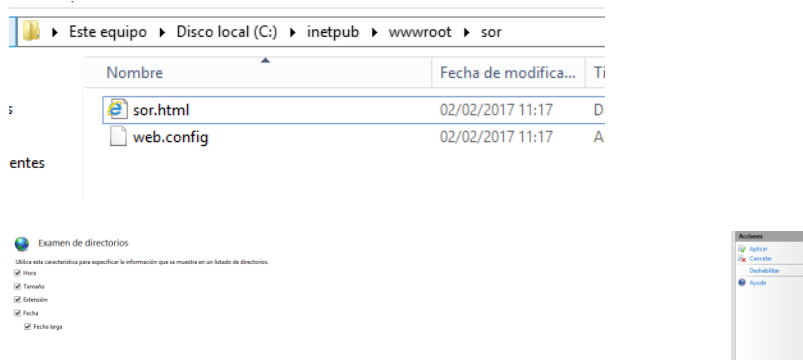 Este equipo ▸ Disco local (C:) ▸ inetpub ▸ wwwroot ▸ sor
Nombre Fecha de modifica... Ti
s
sor.html 02/02/2017 11:17 D
web.config 02/02/2017 11:17 A
entes
Examen de directorios
Utilice esta característica para especificar la información que se muestra en un listado de directorios.
Hora
Tamaño
Extensión
Fecha
Fecha larga
Acciones
Aplicar
Cancelar
Deshabilitar
Ayuda